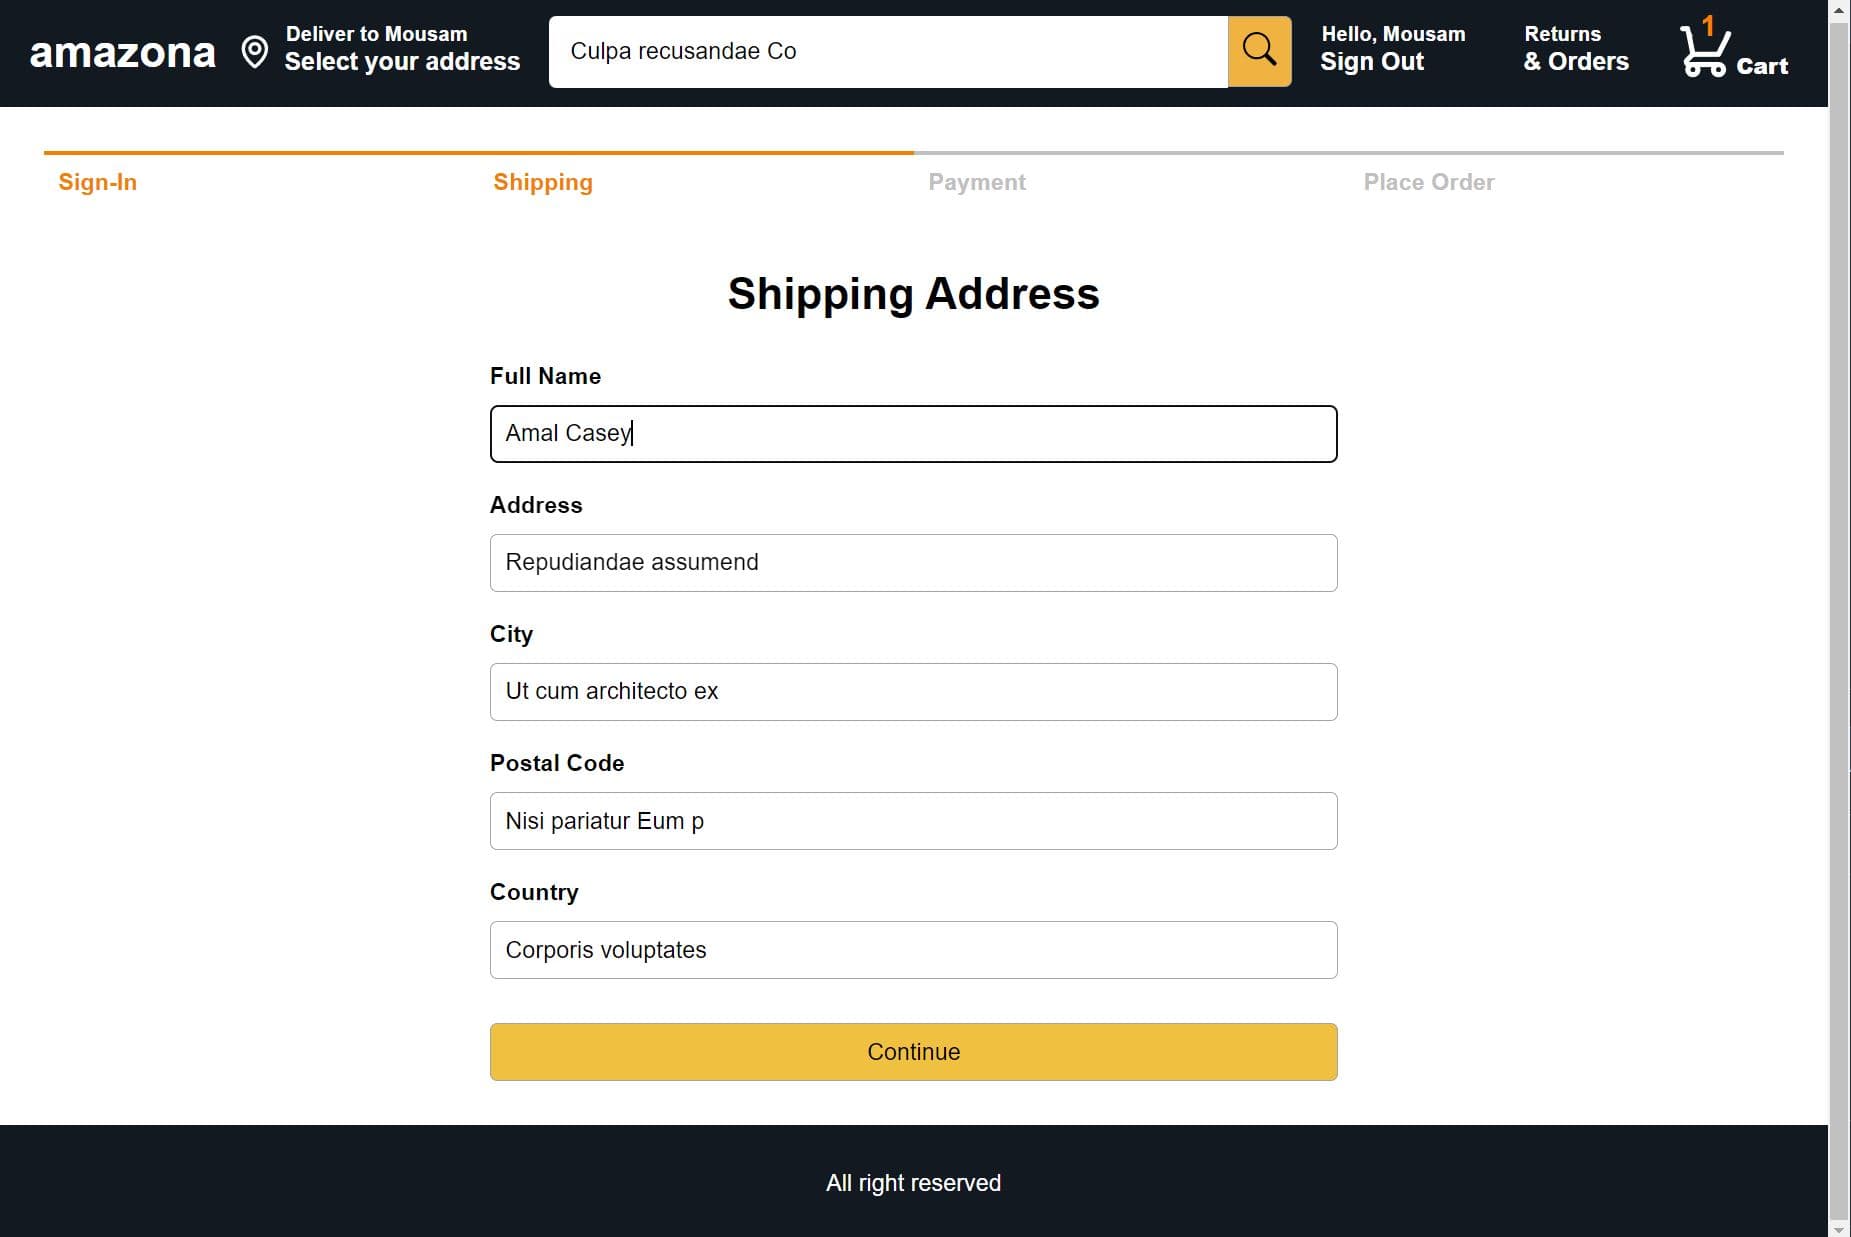 amazona
Deliver to Mousam
Select your address
Culpa recusandae Co
Hello, Mousam
Sign Out
Returns
& Orders
1
Cart
Sign-In
Shipping
Payment
Place Order
Shipping Address
Full Name
Amal Casey
Address
Repudiandae assumend
City
Ut cum architecto ex
Postal Code
Nisi pariatur Eum p
Country
Corporis voluptates
Continue
All right reserved